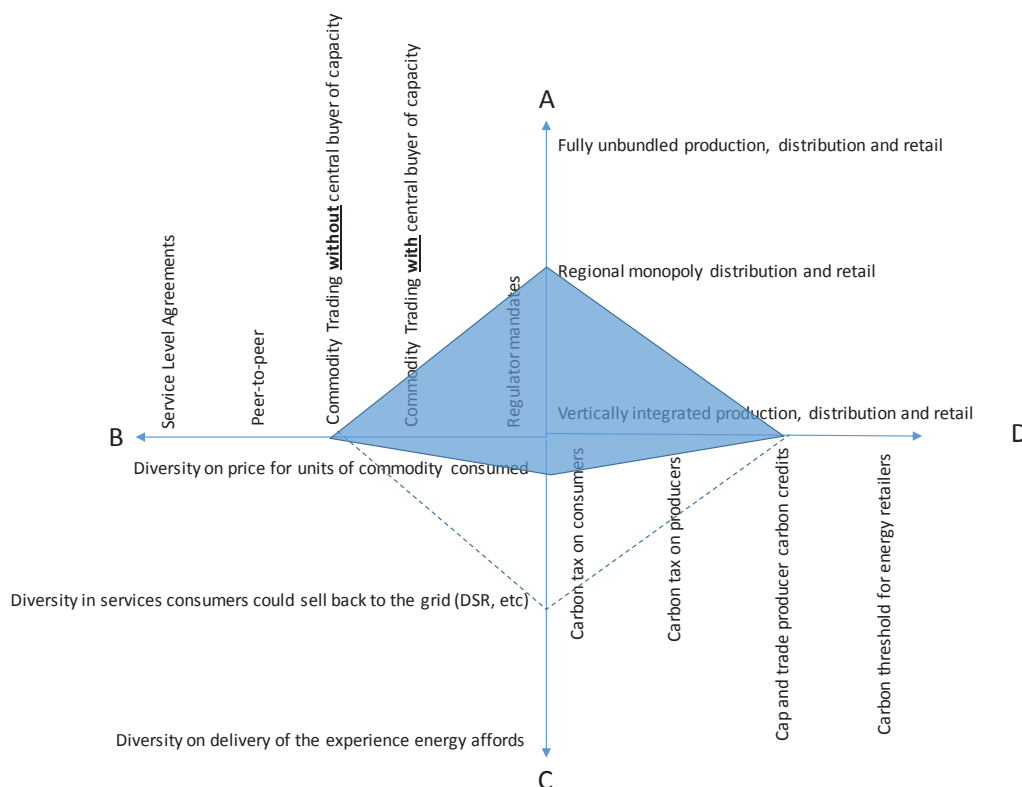 A
Fully unbundled production, distribution and retail
Regional monopoly distribution and retail
Vertically integrated production, distribution and retail
Service Level Agreements
Peer-to-peer
Commodity Trading without central buyer of capacity
Commodity Trading with central buyer of capacity
Regulator mandates
B
D
Diversity on price for units of commodity consumed
Diversity in services consumers could sell back to the grid (DSR, etc)
Diversity on delivery of the experience energy affords
Carbon tax on consumers
Carbon tax on producers
Cap and trade producer carbon credits
Carbon threshold for energy retailers
C